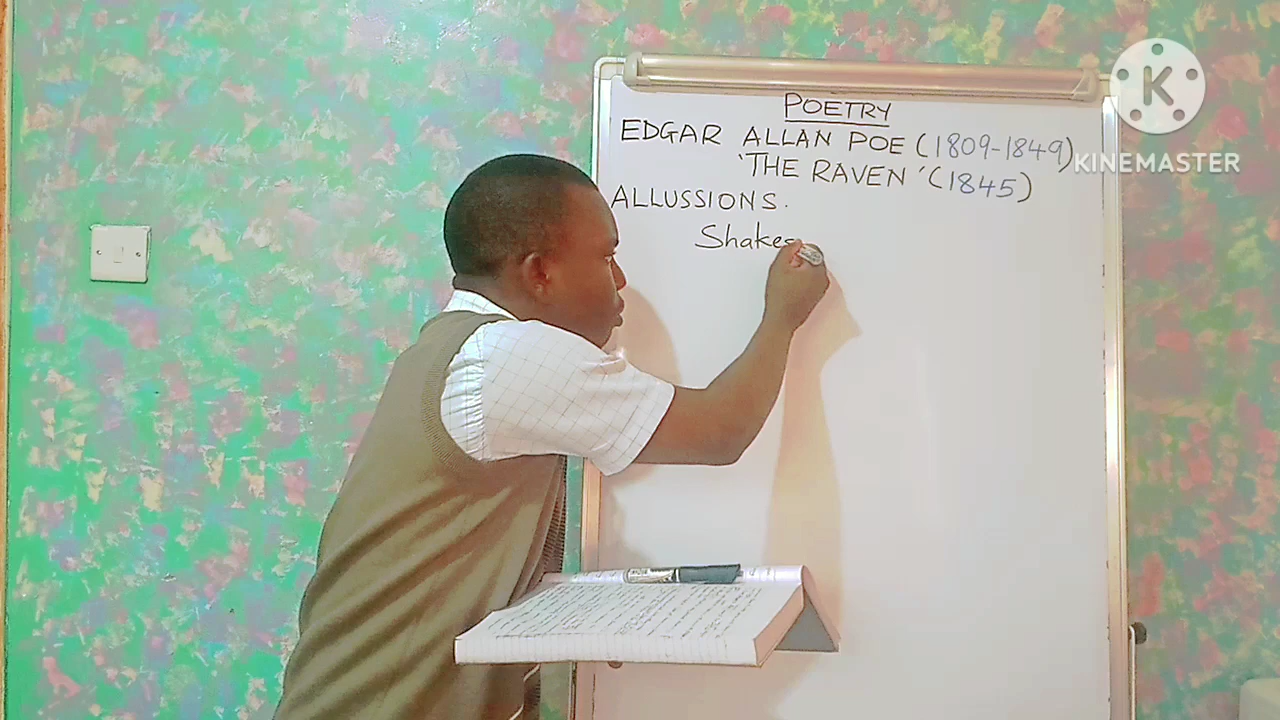 POETRY
EDGAR ALLAN POE (1809-1849)
'THE RAVEN' (1845)
ALLUSSIONS.
Shakes
K
KINEMASTER